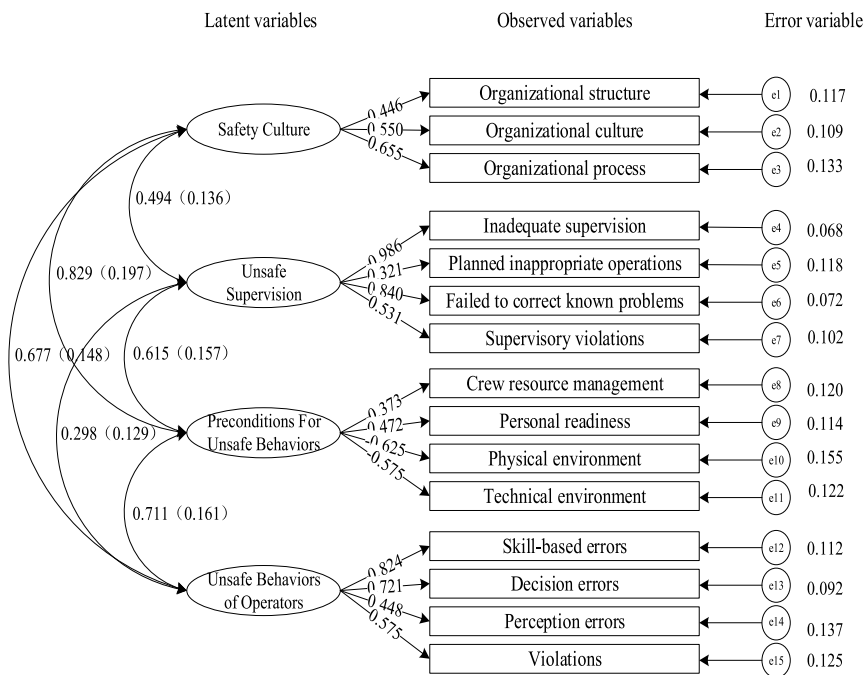 Latent variables Observed variables Error variable
Safety Culture
0.446 Organizational structure e1 0.117
0.550 Organizational culture e2 0.109
0.655 Organizational process e3 0.133
0.494（0.136）
Unsafe
Supervision
0.986 Inadequate supervision e4 0.068
0.321 Planned inappropriate operations e5 0.118
0.840 Failed to correct known problems e6 0.072
0.531 Supervisory violations e7 0.102
0.829（0.197）
0.677（0.148） 0.615（0.157）
Preconditions For
Unsafe Behaviors
0.373 Crew resource management e8 0.120
0.472 Personal readiness e9 0.114
-0.625 Physical environment e10 0.155
-0.575 Technical environment e11 0.122
0.298（0.129）
0.711（0.161）
Unsafe Behaviors
of Operators
0.824 Skill-based errors e12 0.112
0.721 Decision errors e13 0.092
0.448 Perception errors e14 0.137
0.575 Violations e15 0.125